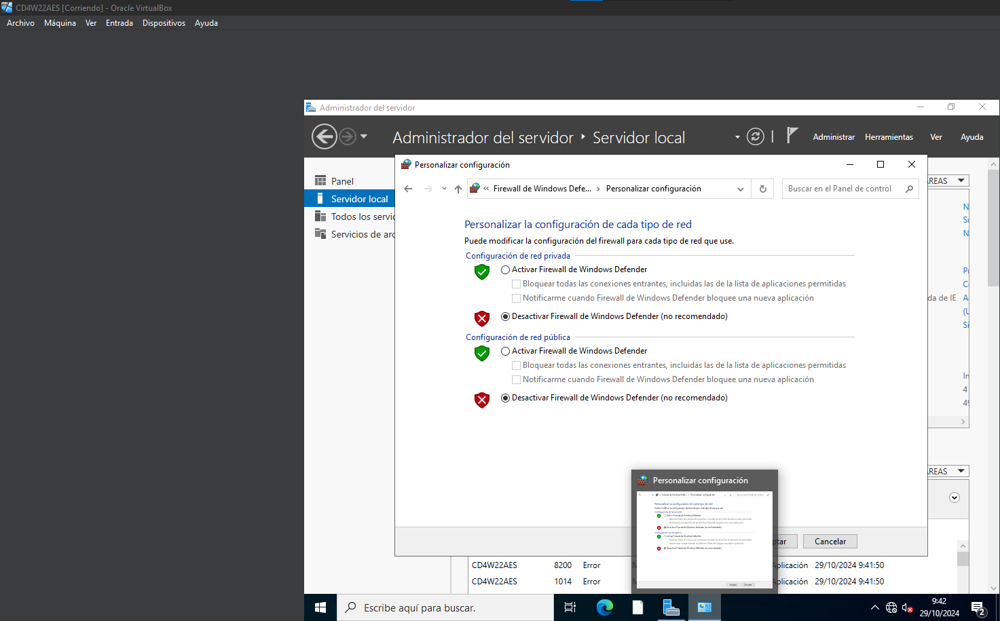 CD4W22AES [Corriendo] - Oracle VirtualBox
Archivo Máquina Ver Entrada Dispositivos Ayuda
Administrador del servidor
Administrador del servidor Servidor local
Administrar Herramientas Ver Ayuda
Panel
Servidor local
Todos los servic
Servicios de arc
Personalizar configuración
« Firewall de Windows Defe... › Personalizar configuración
Buscar en el Panel de control
Personalizar la configuración de cada tipo de red
Puede modificar la configuración del firewall para cada tipo de red que use.
Configuración de red privada
Activar Firewall de Windows Defender
Bloquear todas las conexiones entrantes, incluidas las de la lista de aplicaciones permitidas
Notificarme cuando Firewall de Windows Defender bloquee una nueva aplicación
Desactivar Firewall de Windows Defender (no recomendado)
Configuración de red pública
Activar Firewall de Windows Defender
Bloquear todas las conexiones entrantes, incluidas las de la lista de aplicaciones permitidas
Notificarme cuando Firewall de Windows Defender bloquee una nueva aplicación
Desactivar Firewall de Windows Defender (no recomendado)
Cancelar
Personalizar configuración
AREAS
da de IE
AREAS
CD4W22AES 8200 Error Aplicación 29/10/2024 9:41:50
CD4W22AES 1014 Error Aplicación 29/10/2024 9:41:50
Escribe aquí para buscar.
9:42
29/10/2024
2